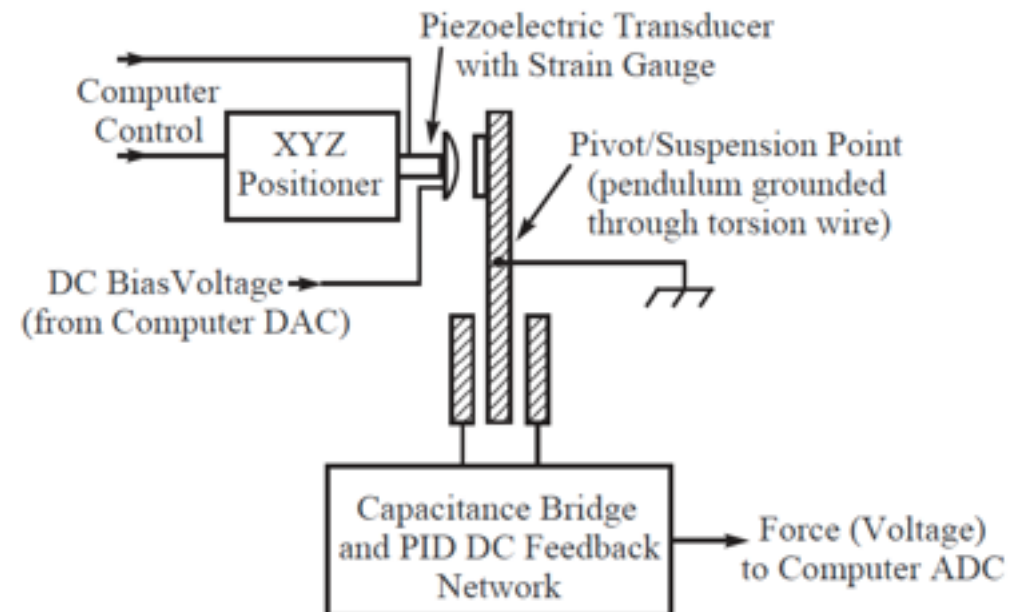 Piezoelectric Transducer
with Strain Gauge
Computer
Control
XYZ
Positioner
Pivot/Suspension Point
(pendulum grounded
through torsion wire)
DC BiasVoltage
(from Computer DAC)
Capacitance Bridge
and PID DC Feedback
Network
Force (Voltage)
to Computer ADC